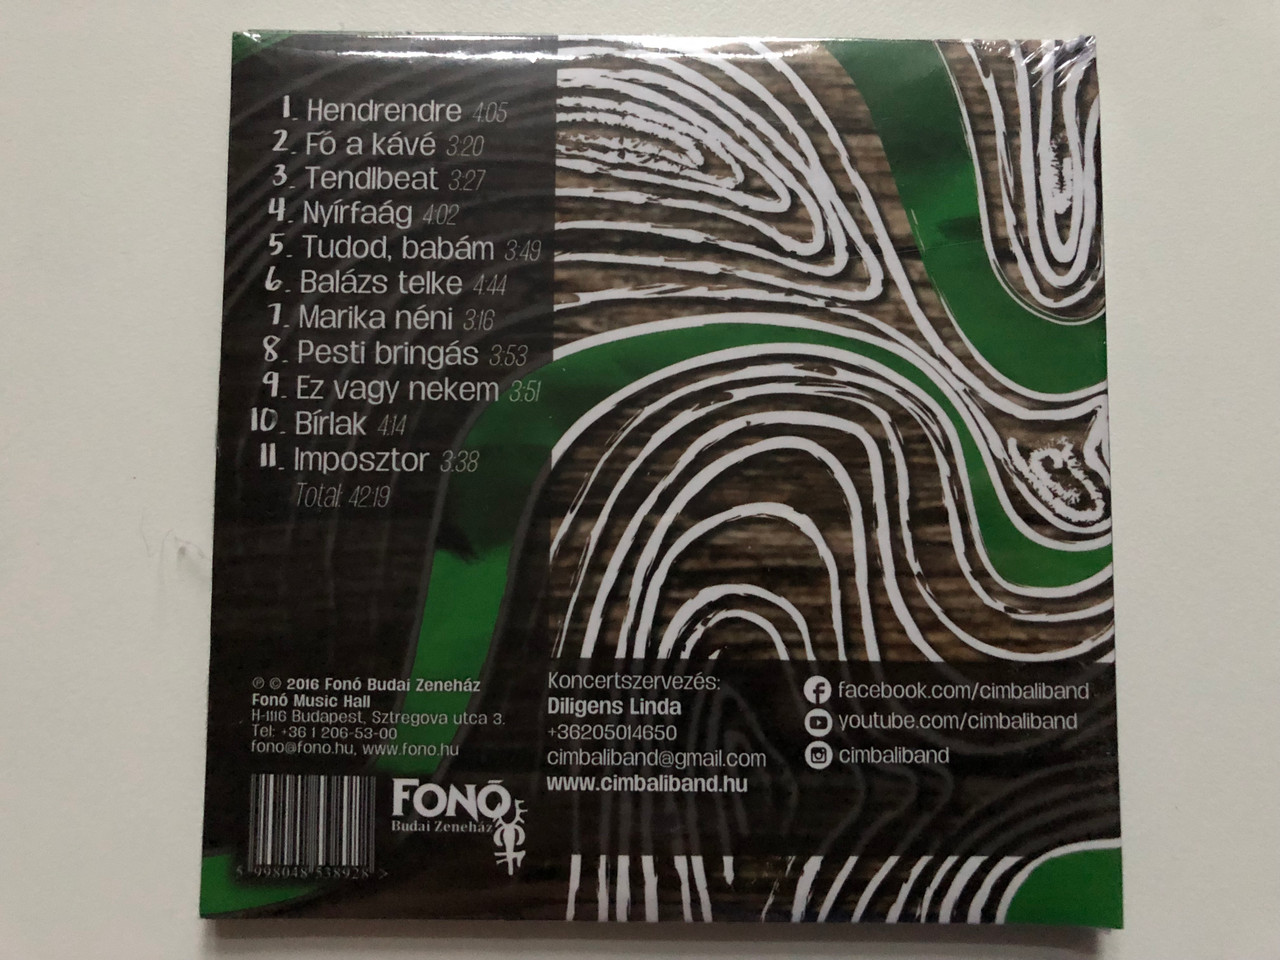 1. Hendrendre 4:05
2. Fő a kávé 3:20
3. Tendlbeat 3:27
4. Nyírfaág 4:02
5. Tudod, babám 3:49
6. Balázs telke 4:44
7. Marika néni 3:16
8. Pesti bringás 3:53
9. Ez vagy nekem 3:51
10. Bírlak 4:14
11. Imposztor 3:38
Total: 42:19
℗ © 2016 Fonó Budai Zeneház
Fonó Music Hall
H-1116 Budapest, Sztregova utca 3.
Tel: +36 1 206-53-00
fono@fono.hu, www.fono.hu
5 998048 538928 >
FONÓ
Budai Zeneház
Koncertszervezés:
Diligens Linda
+36205014650
cimbaliband@gmail.com
www.cimbaliband.hu
facebook.com/cimbaliband
youtube.com/cimbaliband
cimbaliband